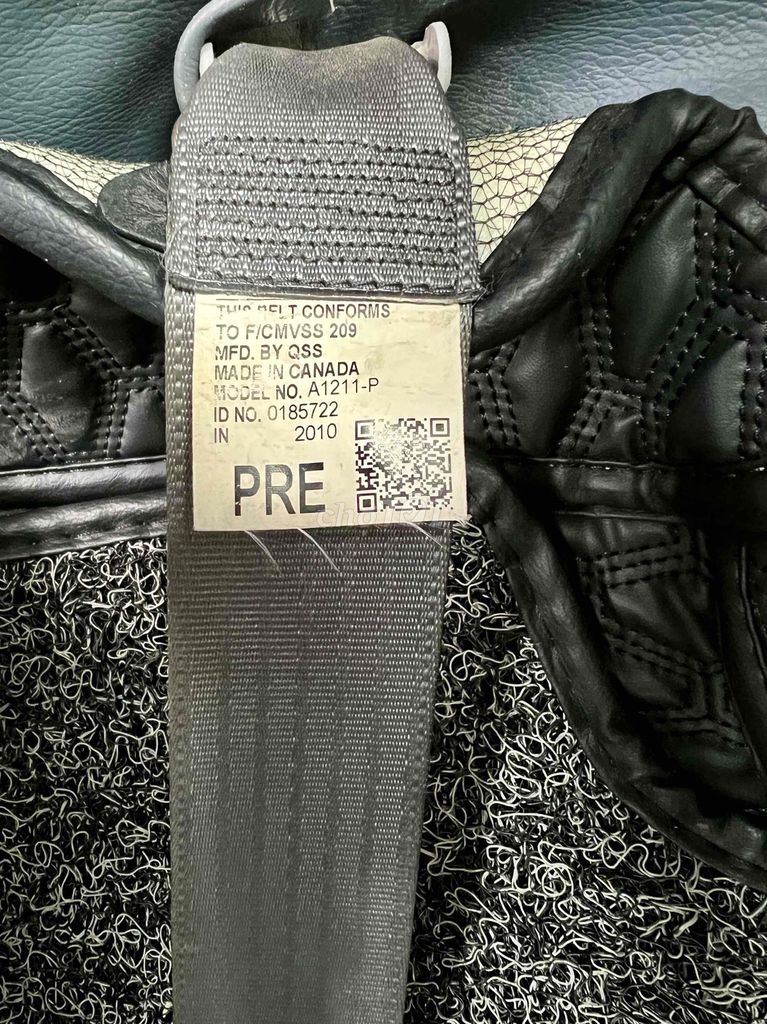 THIS BELT CONFORMS
TO F/CMVSS 209
MFD. BY QSS
MADE IN CANADA
MODEL NO. A1211-P
ID NO. 0185722
IN 2010
PRE